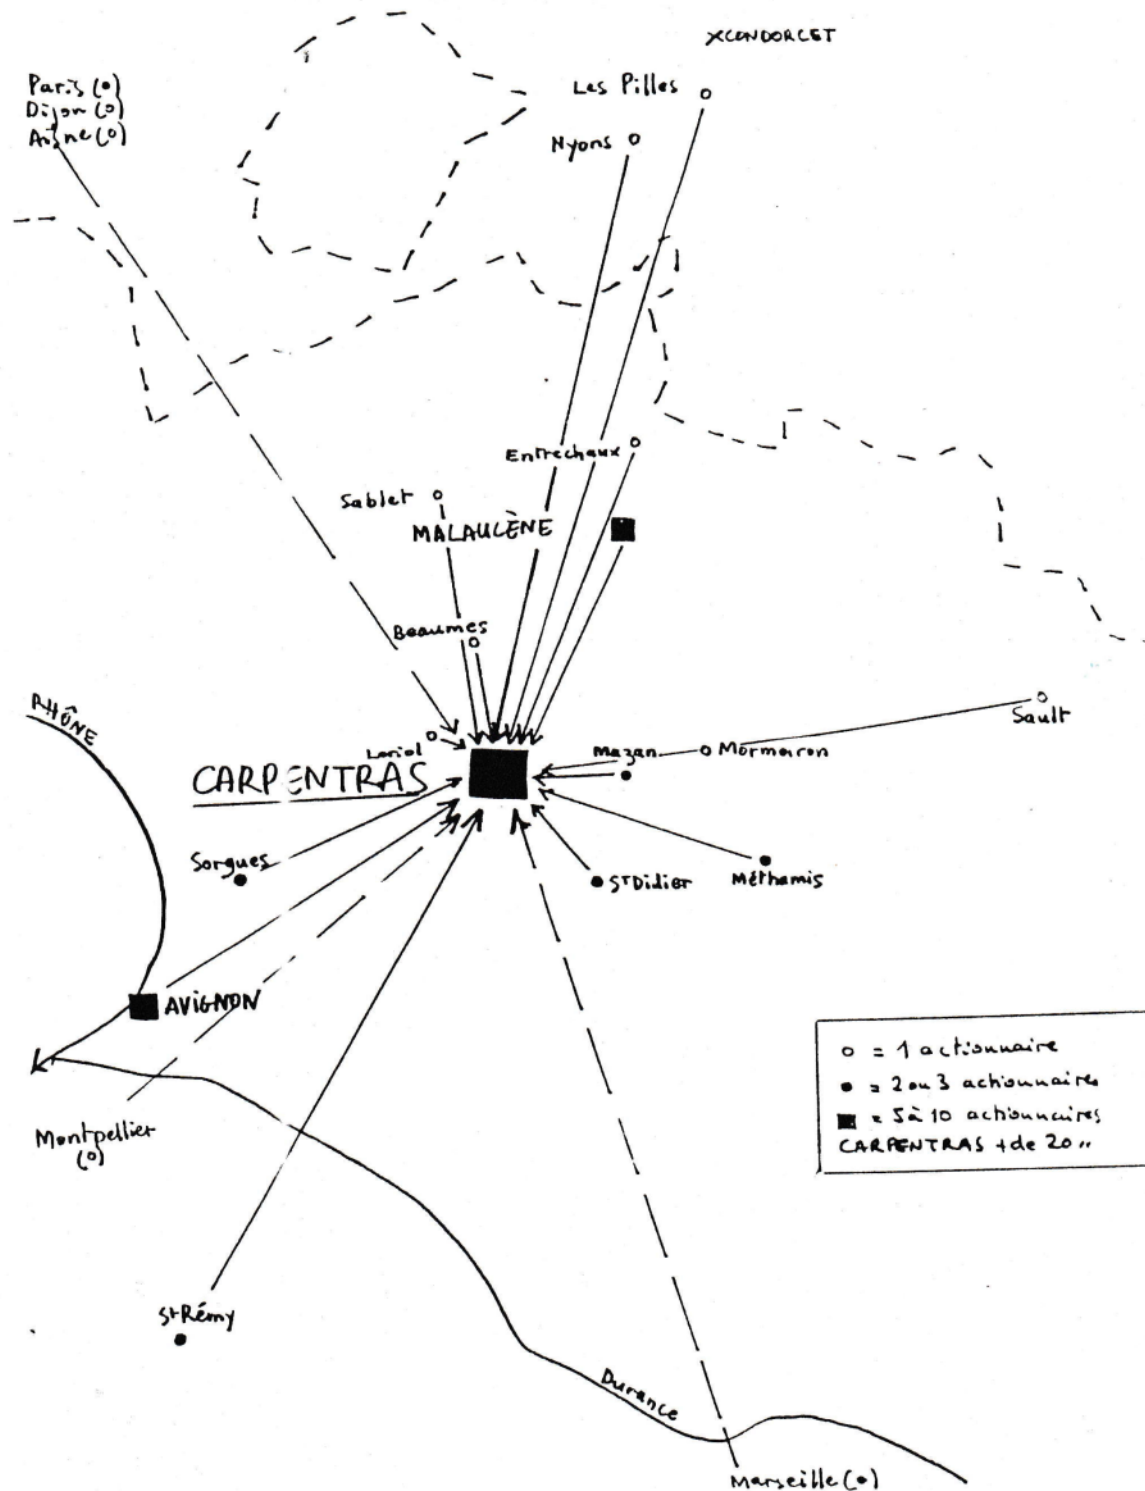 XCONDORCET
Paris (o)
Dijon (o)
Aisne (o)
Les Pilles
Nyons
Entrechaux
Sablet
MALAUCÈNE
Beaumes
RHÔNE
Sault
Loriol
Mazan
Mormoiron
CARPENTRAS
Sorgues
St Didier
Méthamis
AVIGNON
o = 1 actionnaire
● = 2 ou 3 actionnaires
■ = 5 à 10 actionnaires
CARPENTRAS + de 20 "
Montpellier
(o)
St Rémy
Durance
Marseille (o)